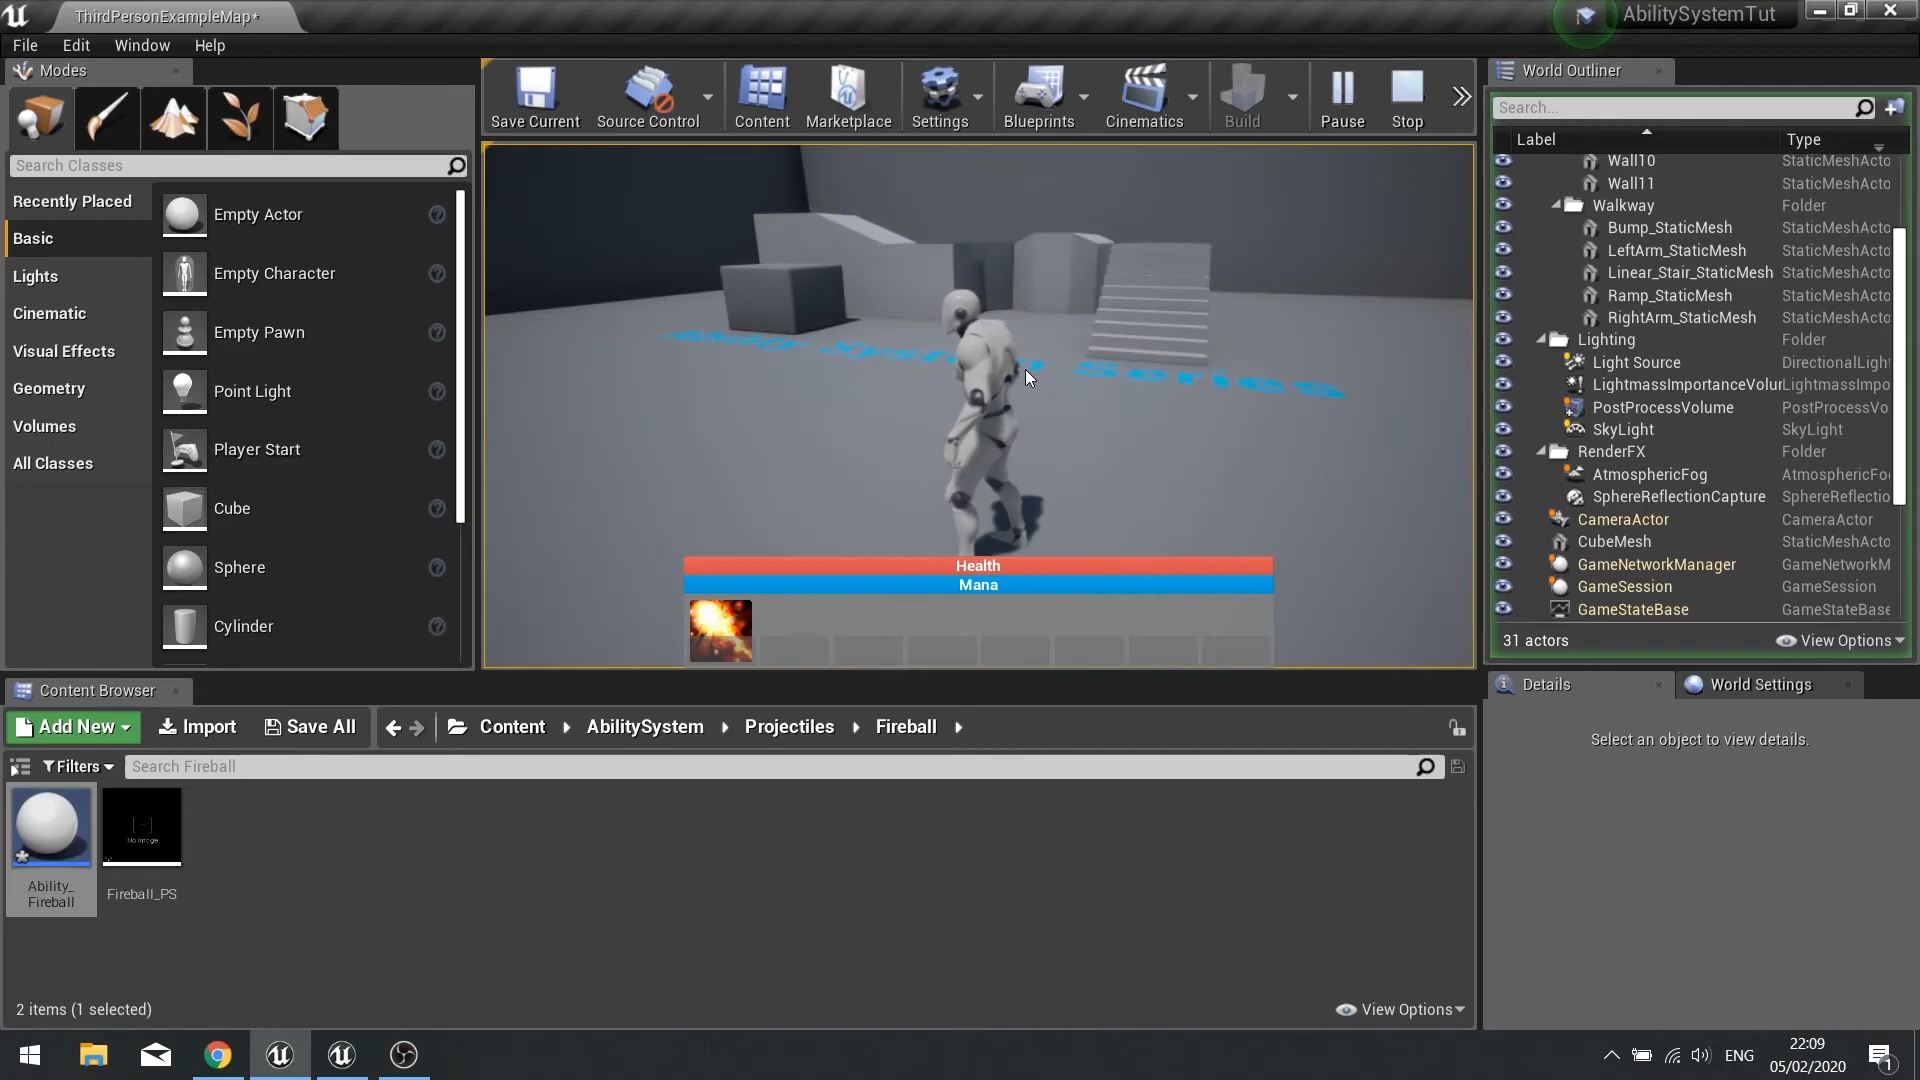 ThirdPersonExampleMap*
AbilitySystemTut
File Edit Window Help
Modes
Search Classes
Recently Placed
Basic
Lights
Cinematic
Visual Effects
Geometry
Volumes
All Classes
Empty Actor
Empty Character
Empty Pawn
Point Light
Player Start
Cube
Sphere
Cylinder
Save Current Source Control Content Marketplace Settings Blueprints Cinematics Build Pause Stop
Series
Health
Mana
World Outliner
Search...
Label Type
Wall10 StaticMeshActo
Wall11 StaticMeshActo
Walkway Folder
Bump_StaticMesh StaticMeshActo
LeftArm_StaticMesh StaticMeshActo
Linear_Stair_StaticMesh StaticMeshActo
Ramp_StaticMesh StaticMeshActo
RightArm_StaticMesh StaticMeshActo
Lighting Folder
Light Source DirectionalLight
LightmassImportanceVolur LightmassImpo
PostProcessVolume PostProcessVo
SkyLight SkyLight
RenderFX Folder
AtmosphericFog AtmosphericFo
SphereReflectionCapture SphereReflectio
CameraActor CameraActor
CubeMesh StaticMeshActo
GameNetworkManager GameNetworkM
GameSession GameSession
GameStateBase GameStateBase
31 actors View Options
Details World Settings
Select an object to view details.
Content Browser
Add New Import Save All Content AbilitySystem Projectiles Fireball
Filters Search Fireball
No Image
Ability_
Fireball
Fireball_PS
2 items (1 selected) View Options
ENG
22:09
05/02/2020
1